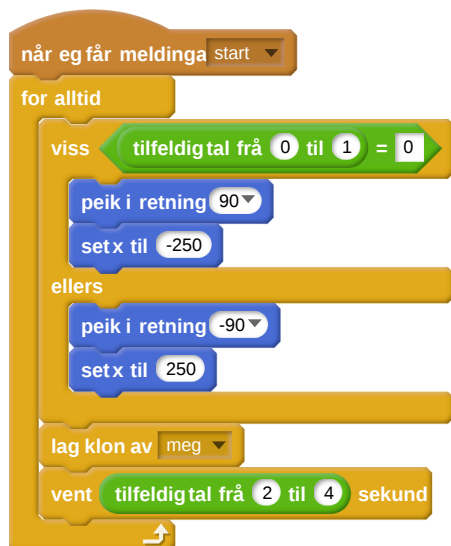 når eg får meldinga start
for alltid
viss tilfeldig tal frå 0 til 1 = 0
peik i retning 90
set x til -250
ellers
peik i retning -90
set x til 250
lag klon av meg
vent tilfeldig tal frå 2 til 4 sekund